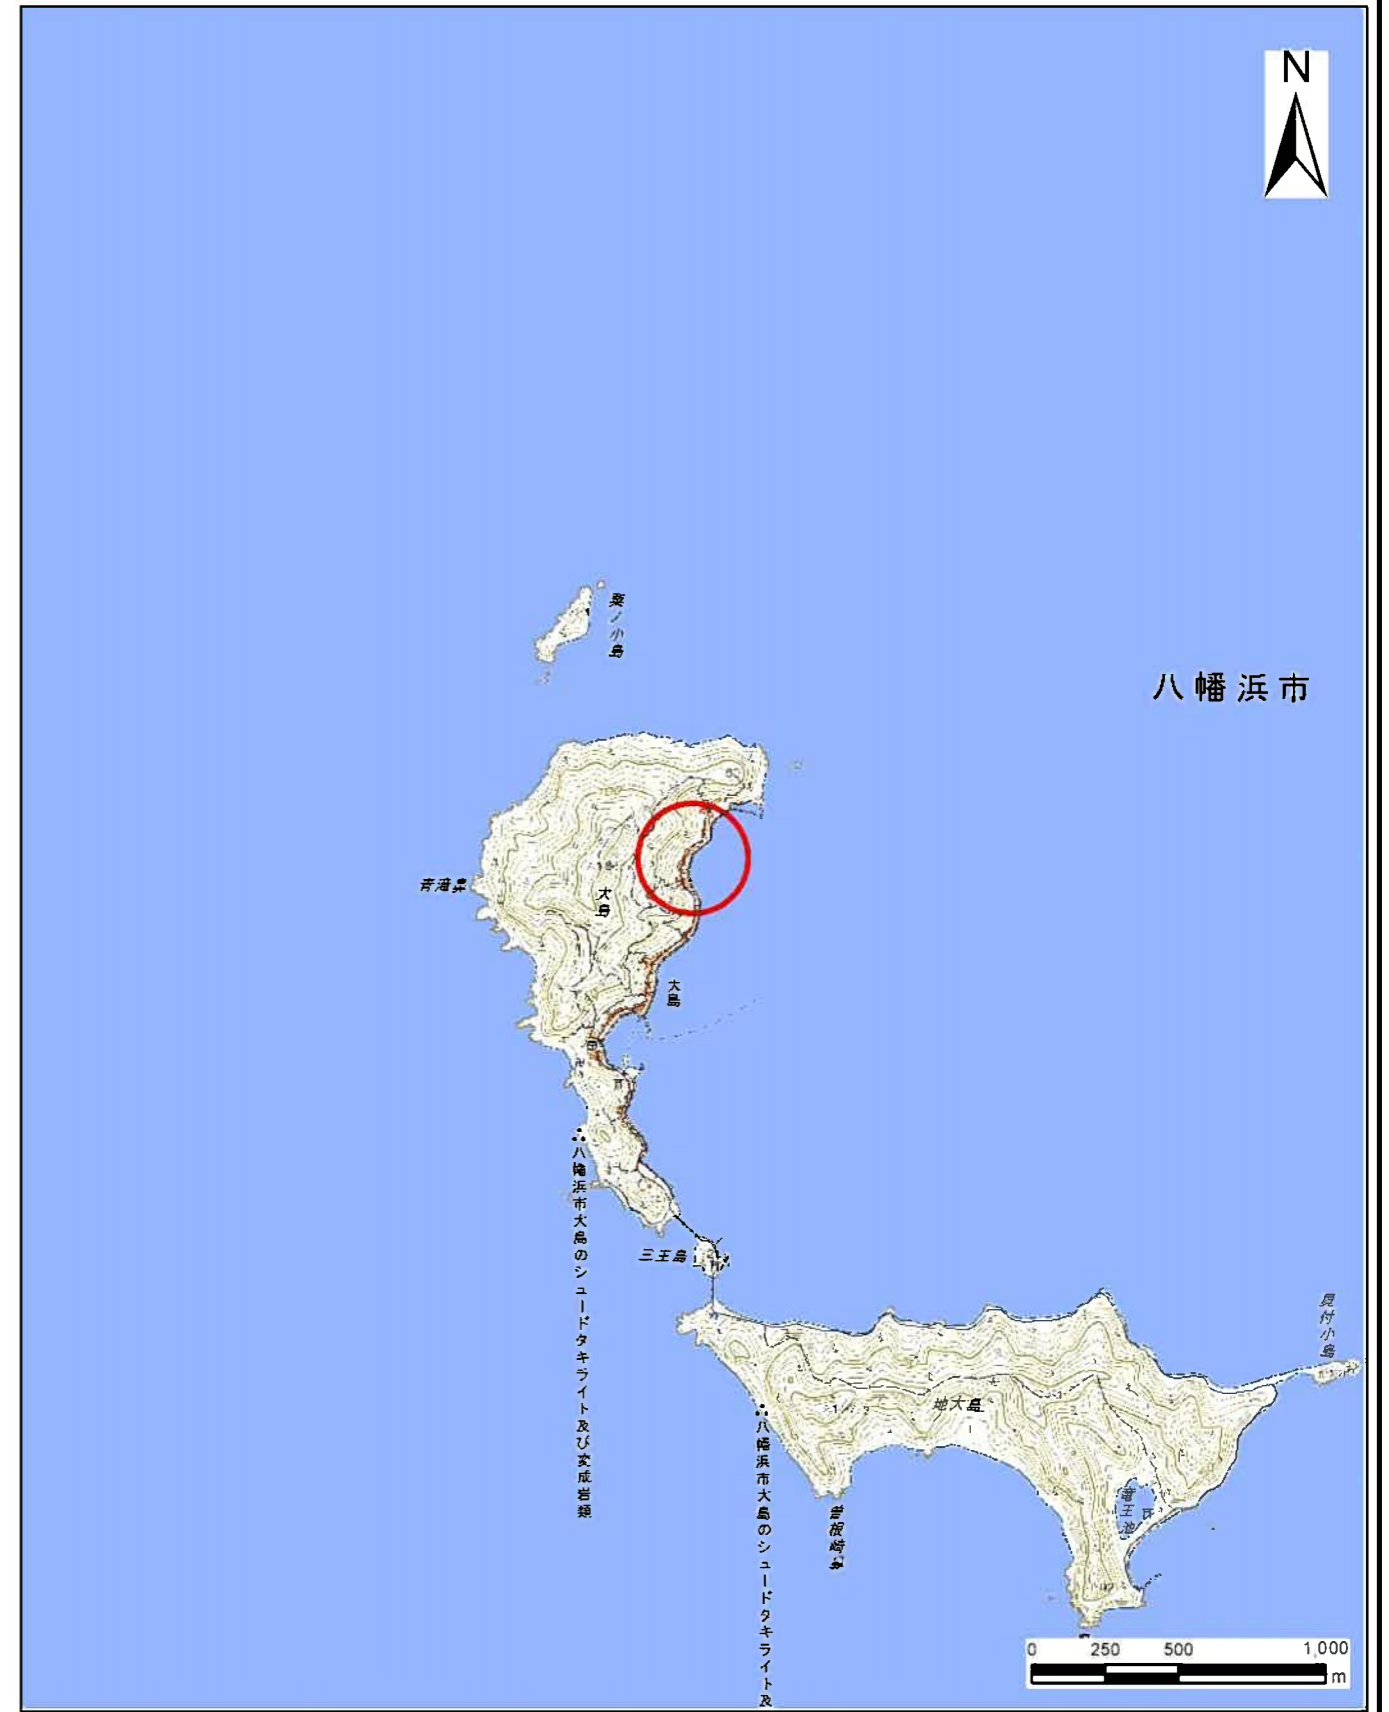 N
粟ノ小島
八幡浜市
青滝鼻
大島
大島
八幡浜市大島のシュードタキライト及び変成岩類
三王島
見付小島
地大島
八幡浜市大島のシュードタキライト及
曽根崎鼻
竜王池
0 250 500 1,000
m